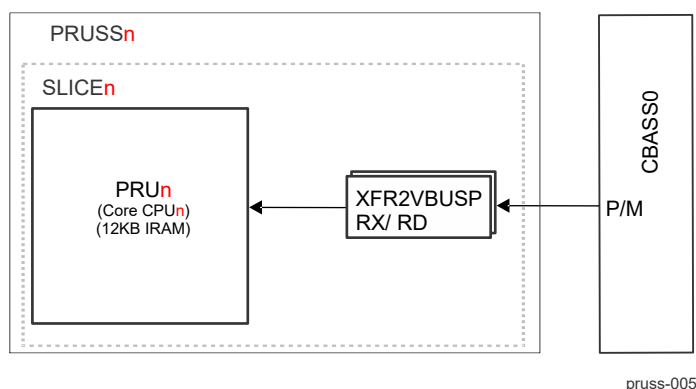 PRUSSn
SLICEn
PRUn
(Core CPUn)
(12KB IRAM)
XFR2VBUSP
RX/ RD
P/M
CBASS0
pruss-005